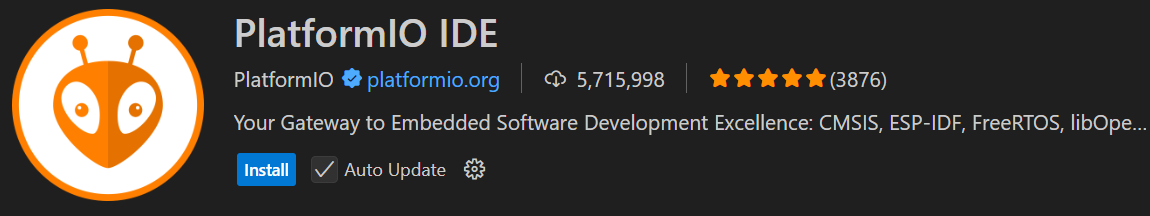 PlatformIO IDE
PlatformIO platformio.org 5,715,998 (3876)
Your Gateway to Embedded Software Development Excellence: CMSIS, ESP-IDF, FreeRTOS, libOpe...
Install Auto Update